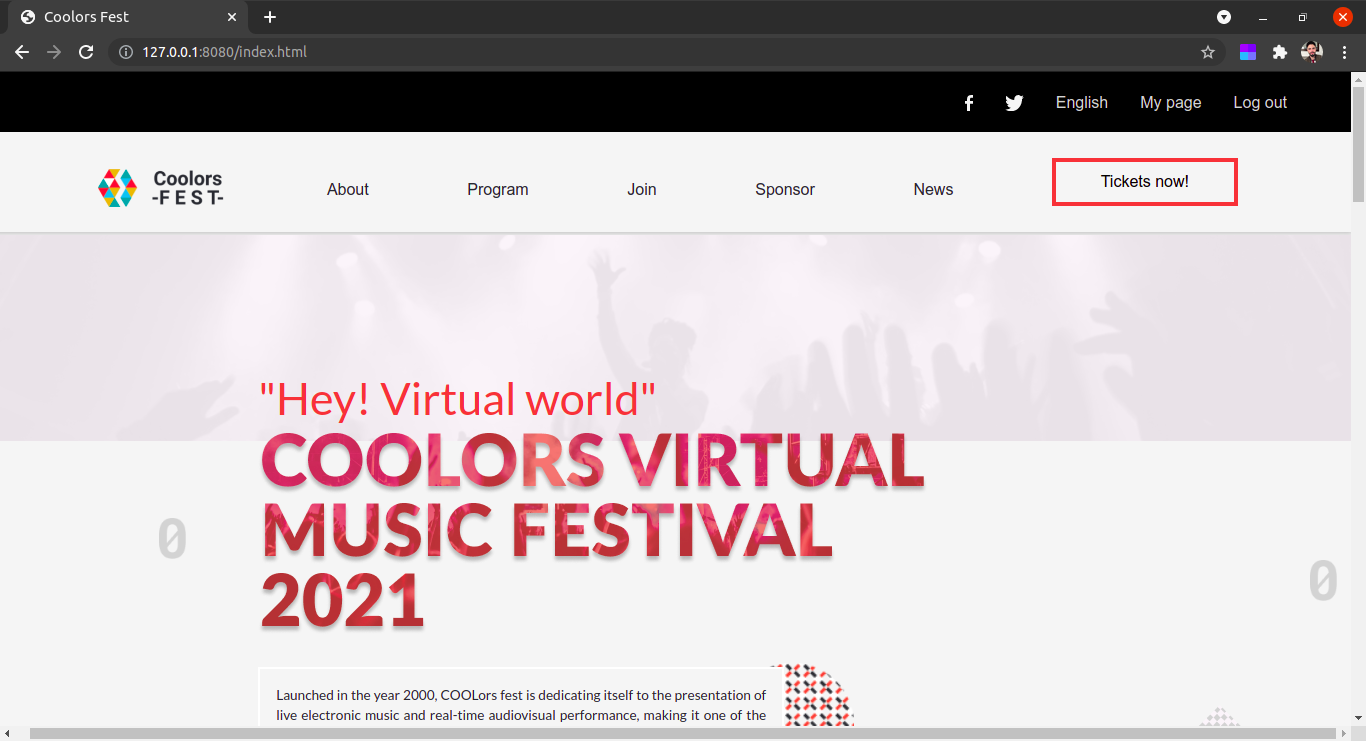 Coolors Fest
127.0.0.1:8080/index.html
English My page Log out
Coolors
-FEST-
About Program Join Sponsor News Tickets now!
"Hey! Virtual world"
COOLORS VIRTUAL
MUSIC FESTIVAL
2021
0
0
Launched in the year 2000, COOLors fest is dedicating itself to the presentation of
live electronic music and real-time audiovisual performance, making it one of the